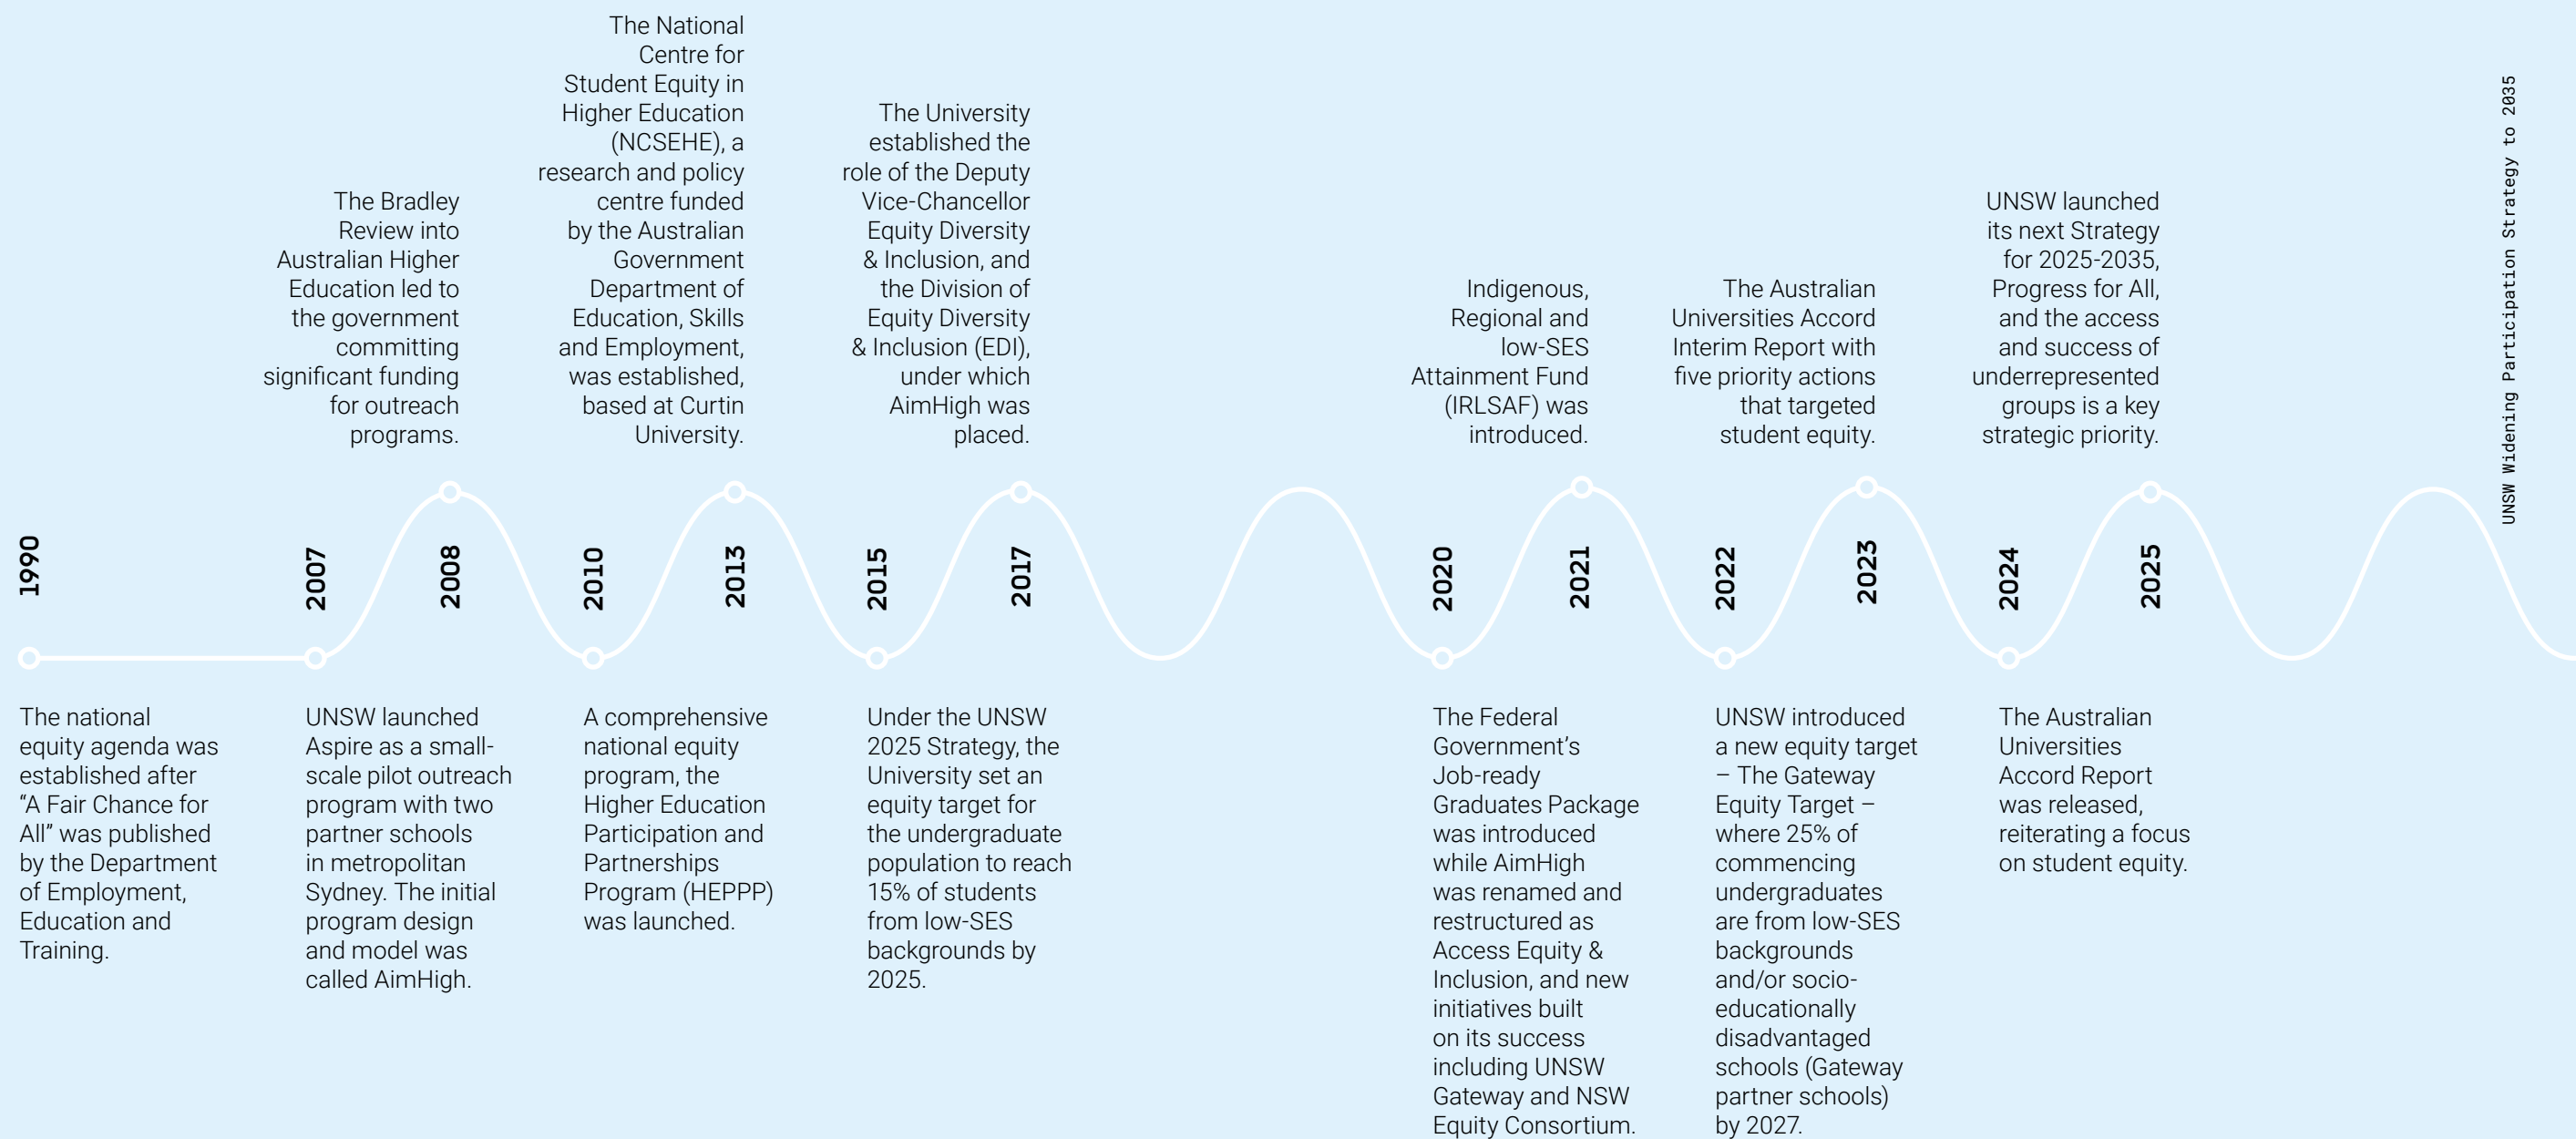 1990
The national
equity agenda was
established after
“A Fair Chance for
All” was published
by the Department
of Employment,
Education and
Training.
2007
UNSW launched
Aspire as a small-
scale pilot outreach
program with two
partner schools
in metropolitan
Sydney. The initial
program design
and model was
called AimHigh.
The Bradley
Review into
Australian Higher
Education led to
the government
committing
significant funding
for outreach
programs.
2008
2010
A comprehensive
national equity
program, the
Higher Education
Participation and
Partnerships
Program (HEPPP)
was launched.
The National
Centre for
Student Equity in
Higher Education
(NCSEHE), a
research and policy
centre funded
by the Australian
Government
Department of
Education, Skills
and Employment,
was established,
based at Curtin
University.
2013
2015
Under the UNSW
2025 Strategy, the
University set an
equity target for
the undergraduate
population to reach
15% of students
from low-SES
backgrounds by
2025.
The University
established the
role of the Deputy
Vice-Chancellor
Equity Diversity
& Inclusion, and
the Division of
Equity Diversity
& Inclusion (EDI),
under which
AimHigh was
placed.
2017
2020
The Federal
Government’s
Job-ready
Graduates Package
was introduced
while AimHigh
was renamed and
restructured as
Access Equity &
Inclusion, and new
initiatives built
on its success
including UNSW
Gateway and NSW
Equity Consortium.
Indigenous,
Regional and
low-SES
Attainment Fund
(IRLSAF) was
introduced.
2021
2022
UNSW introduced
a new equity target
– The Gateway
Equity Target –
where 25% of
commencing
undergraduates
are from low-SES
backgrounds
and/or socio-
educationally
disadvantaged
schools (Gateway
partner schools)
by 2027.
The Australian
Universities Accord
Interim Report with
five priority actions
that targeted
student equity.
2023
2024
The Australian
Universities
Accord Report
was released,
reiterating a focus
on student equity.
UNSW launched
its next Strategy
for 2025-2035,
Progress for All,
and the access
and success of
underrepresented
groups is a key
strategic priority.
2025
UNSW Widening Participation Strategy to 2035